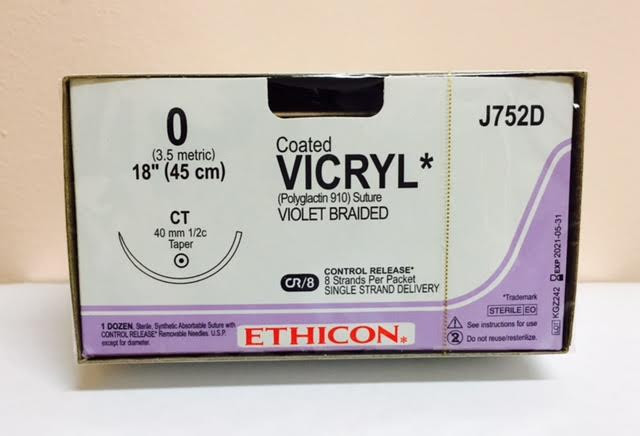 0
(3.5 metric)
18" (45 cm)
CT
40 mm 1/2c
Taper
Coated
VICRYL*
(Polyglactin 910) Suture
VIOLET BRAIDED
CR/8
CONTROL RELEASE*
8 Strands Per Packet
SINGLE STRAND DELIVERY
1 DOZEN, Sterile, Synthetic Absorbable Suture with
CONTROL RELEASE* Removable Needles. U.S.P.
except for diameter.
ETHICON*
J752D
*Trademark
STERILE EO
See instructions for use
2 Do not reuse/resterilize.
LOT KGZ242 EXP 2021-05-31